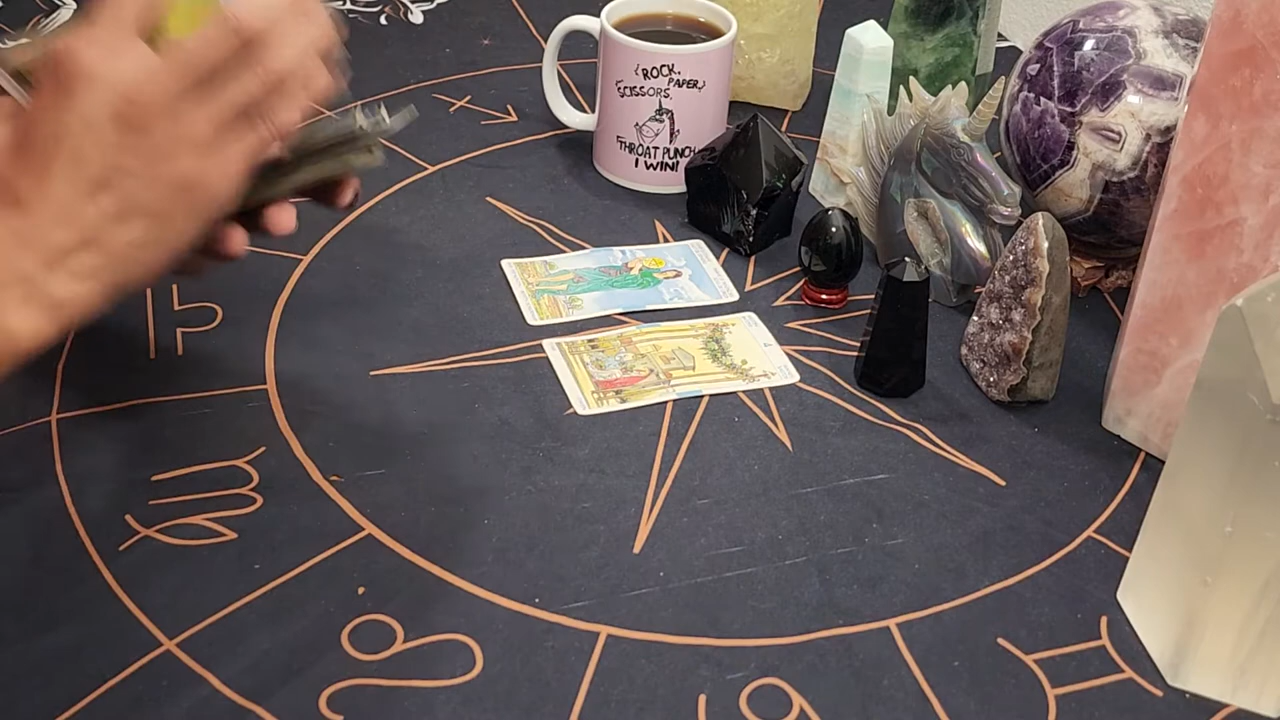 ROCK,
PAPER,
SCISSORS,
THROAT PUNCH
I WIN!